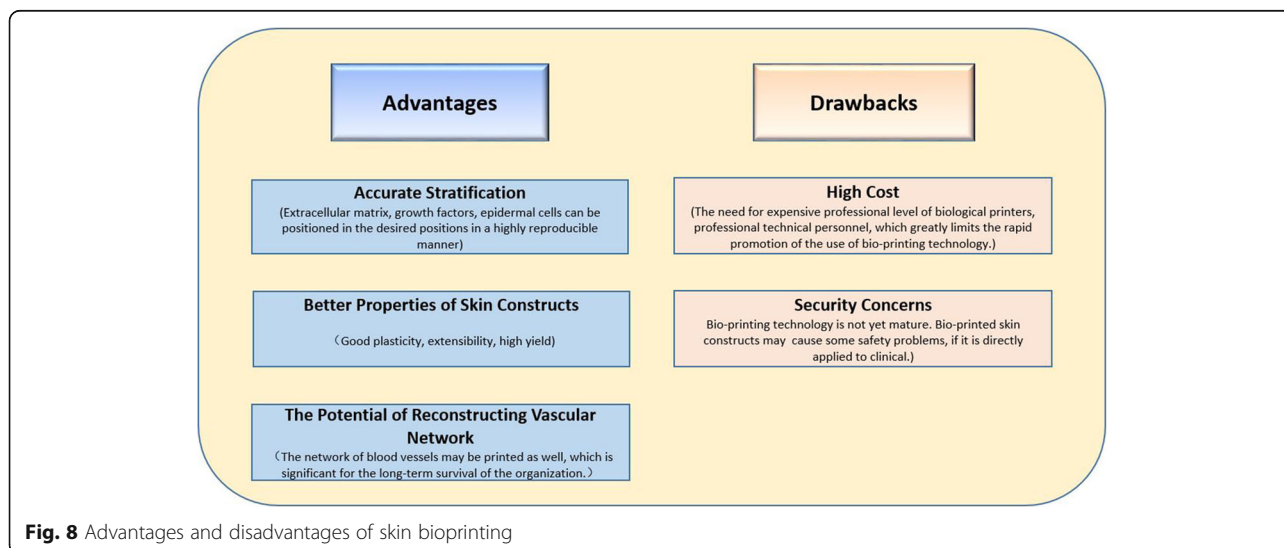 Advantages
Accurate Stratification
(Extracellular matrix, growth factors, epidermal cells can be
positioned in the desired positions in a highly reproducible
manner)
Better Properties of Skin Constructs
（Good plasticity, extensibility, high yield)
The Potential of Reconstructing Vascular
Network
（The network of blood vessels may be printed as well, which is
significant for the long-term survival of the organization.）
Drawbacks
High Cost
(The need for expensive professional level of biological printers,
professional technical personnel, which greatly limits the rapid
promotion of the use of bio-printing technology.)
Security Concerns
Bio-printing technology is not yet mature. Bio-printed skin
constructs may cause some safety problems, if it is directly
applied to clinical.)
Fig. 8 Advantages and disadvantages of skin bioprinting